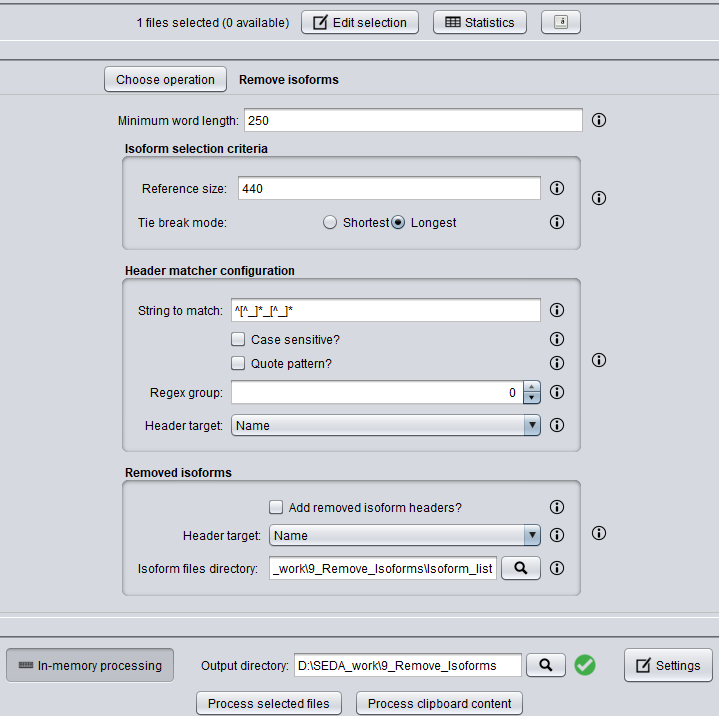 1 files selected (0 available) Edit selection Statistics
Choose operation Remove isoforms
Minimum word length: 250
Isoform selection criteria
Reference size: 440
Tie break mode: Shortest Longest
Header matcher configuration
String to match: ^[^_]*_[^_]*
Case sensitive?
Quote pattern?
Regex group: 0
Header target: Name
Removed isoforms
Add removed isoform headers?
Header target: Name
Isoform files directory: _work\9_Remove_Isoforms\Isoform_list
In-memory processing Output directory: D:\SEDA_work\9_Remove_Isoforms Settings
Process selected files Process clipboard content